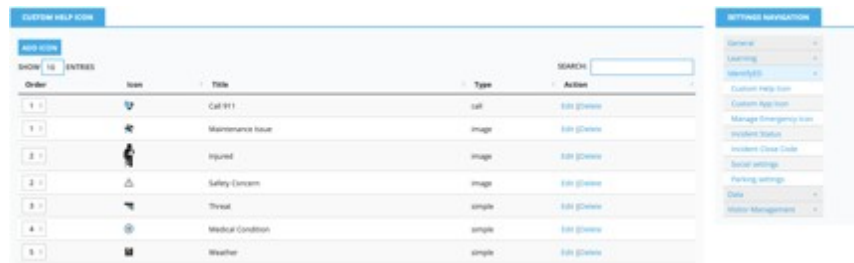 CUSTOM HELP ICON
ADD ICON
SHOW 10 ENTRIES
SEARCH:
Order Icon Title Type Action
1 Call 911 call Edit |Delete
1 Maintenance Issue image Edit |Delete
2 Injured image Edit |Delete
2 Safety Concern image Edit |Delete
3 Threat simple Edit |Delete
4 Medical Condition simple Edit |Delete
5 Weather simple Edit |Delete
SETTINGS NAVIGATION
General
Learning
Custom Help Icon
Custom App Icon
Manage Emergency Icon
Incident Status
Incident Close Code
Social settings
Parking settings
Data
Visitor Management